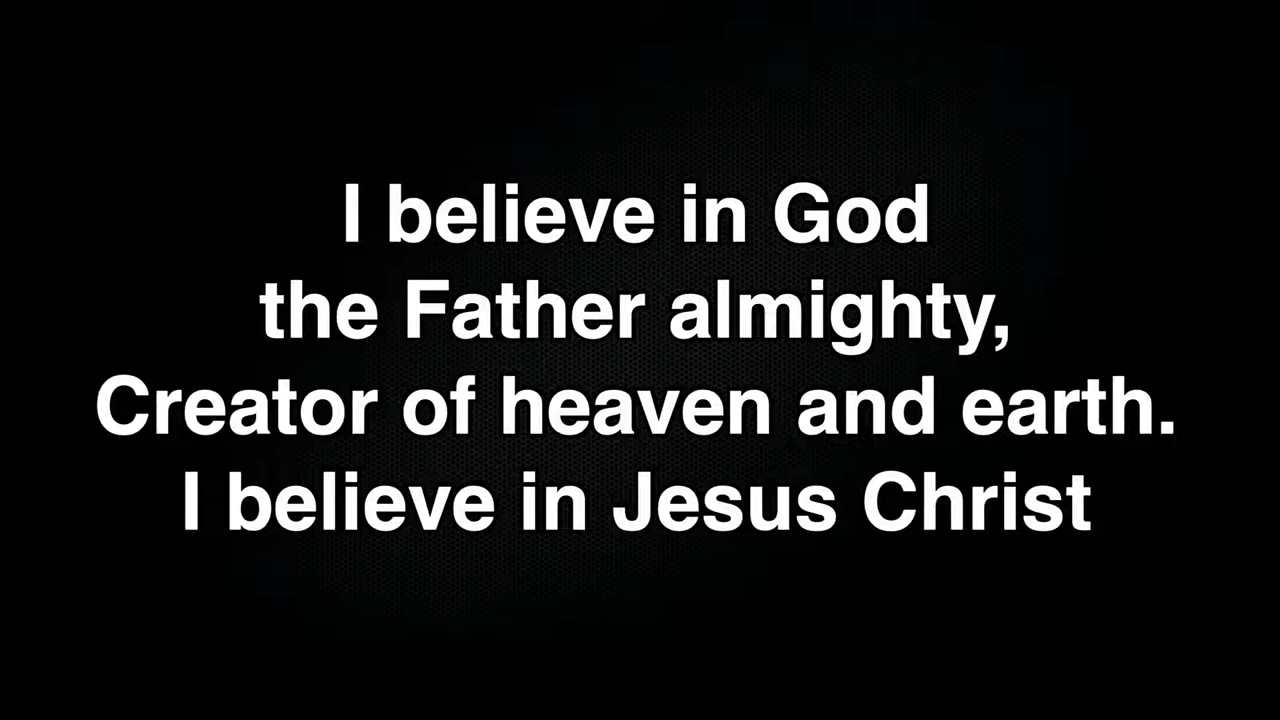 I believe in God
the Father almighty,
Creator of heaven and earth.
I believe in Jesus Christ